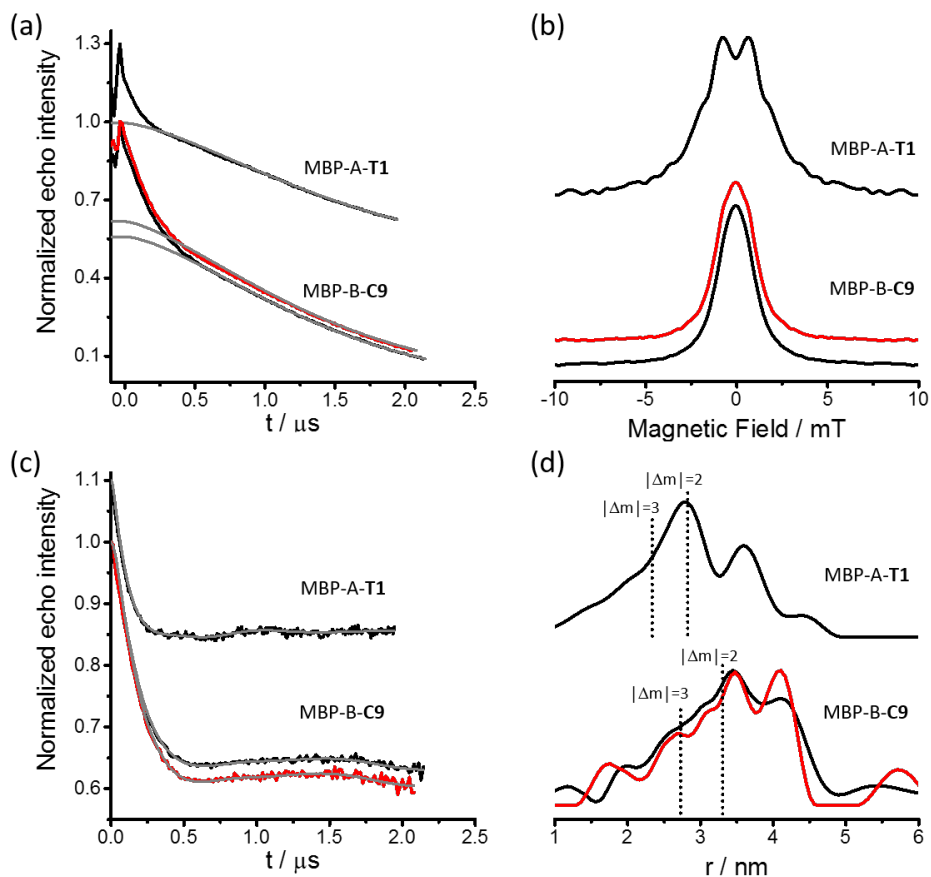 (a)
Normalized echo intensity
1.3
1.0
0.7
0.4
0.1
MBP-A-T1
MBP-B-C9
0.0 0.5 1.0 1.5 2.0 2.5
t / μs
(b)
MBP-A-T1
MBP-B-C9
-10 -5 0 5 10
Magnetic Field / mT
(c)
Normalized echo intensity
1.1
1.0
0.9
0.8
0.7
0.6
MBP-A-T1
MBP-B-C9
0.0 0.5 1.0 1.5 2.0 2.5
t / μs
(d)
|Δm|=2
|Δm|=3
MBP-A-T1
|Δm|=2
|Δm|=3
MBP-B-C9
1 2 3 4 5 6
r / nm